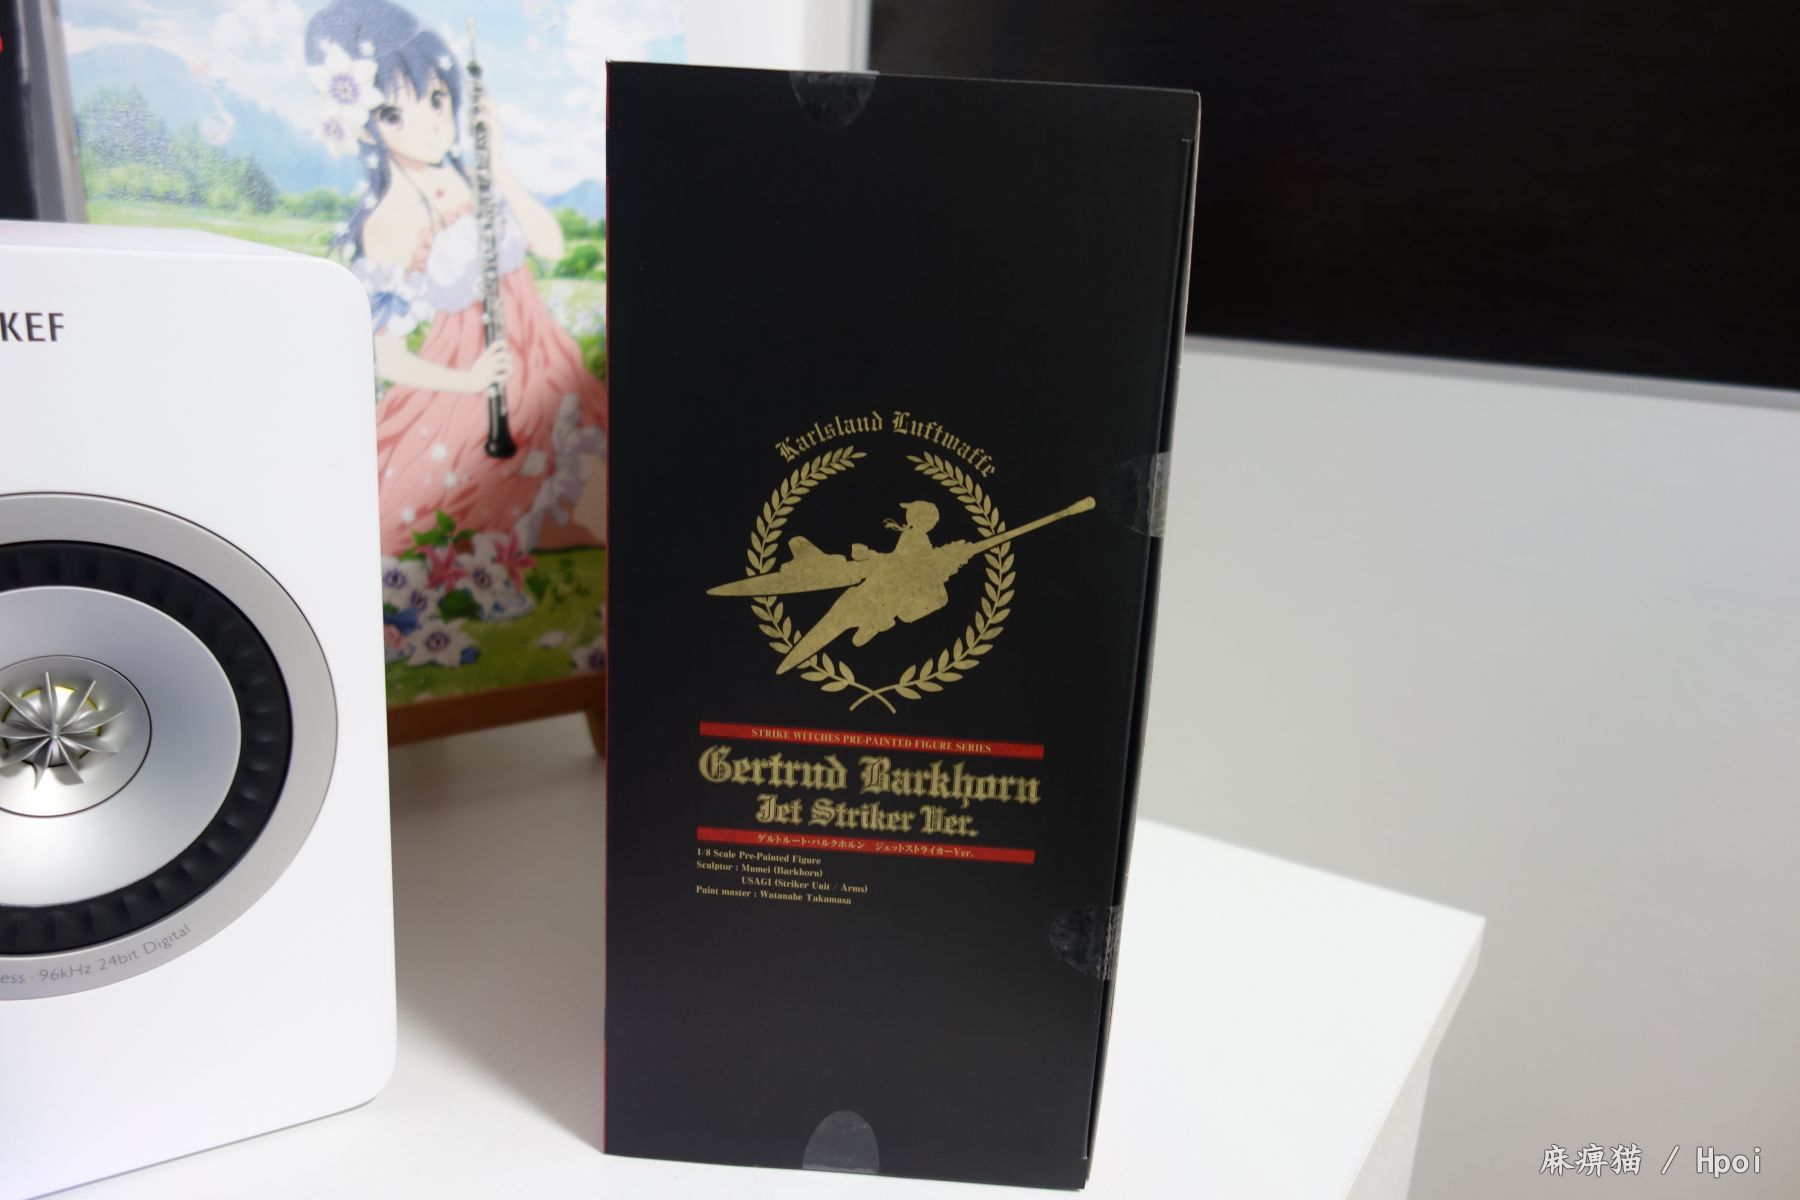 KEF
ess - 96kHz 24bit Digital
Karlsland Luftwaffe
STRIKE WITCHES PRE-PAINTED FIGURE SERIES
Gertrud Barkhorn
Jet Striker Ver.
ゲルトルート・バルクホルン ジェットストライカーVer.
1/8 Scale Pre-Painted Figure
Sculptor : Mumei (Barkhorn)
USAGI (Striker Unit / Arms)
Paint master : Watanabe Takamasa
麻痹猫 / Hpoi